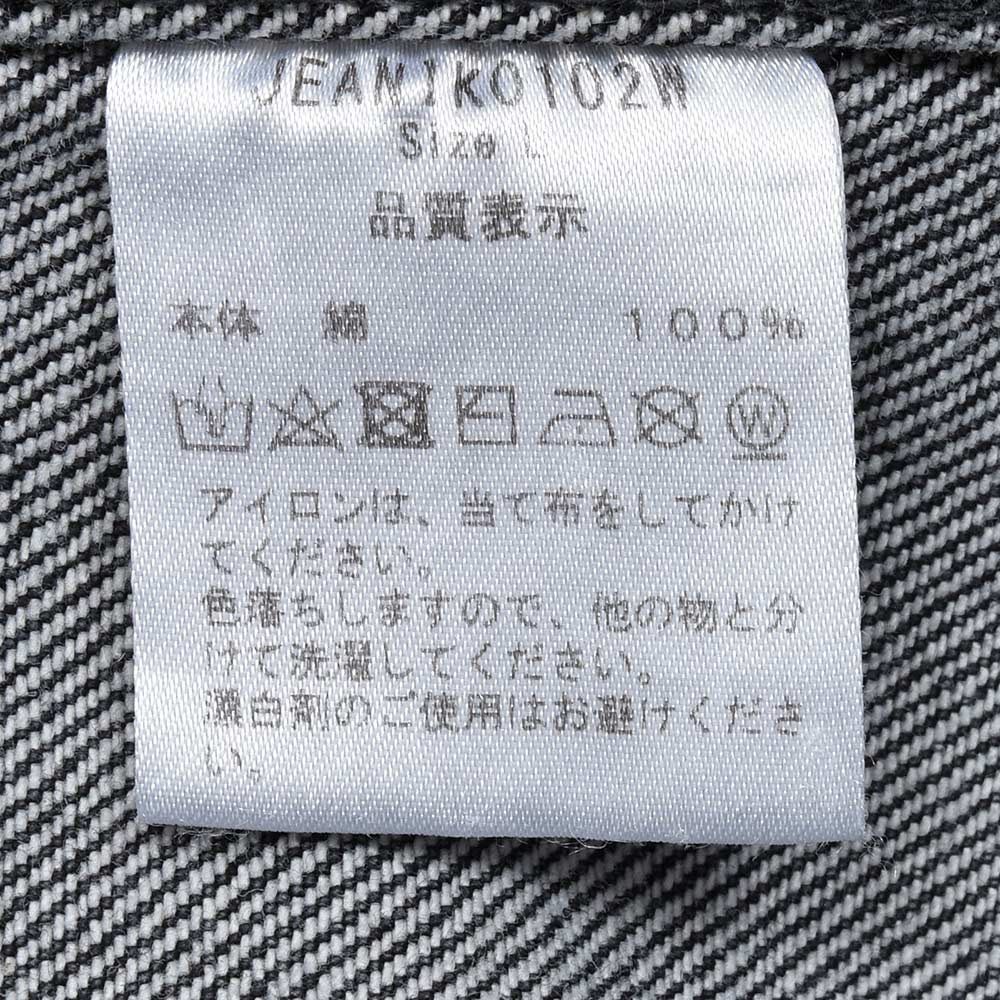 JEAN1K0102W
Size L
品質表示
本体 綿 100%
W
アイロンは、当て布をしてかけ
てください。
色落ちしますので、他の物と分
けて洗濯してください。
漂白剤のご使用はお避けくださ
い。